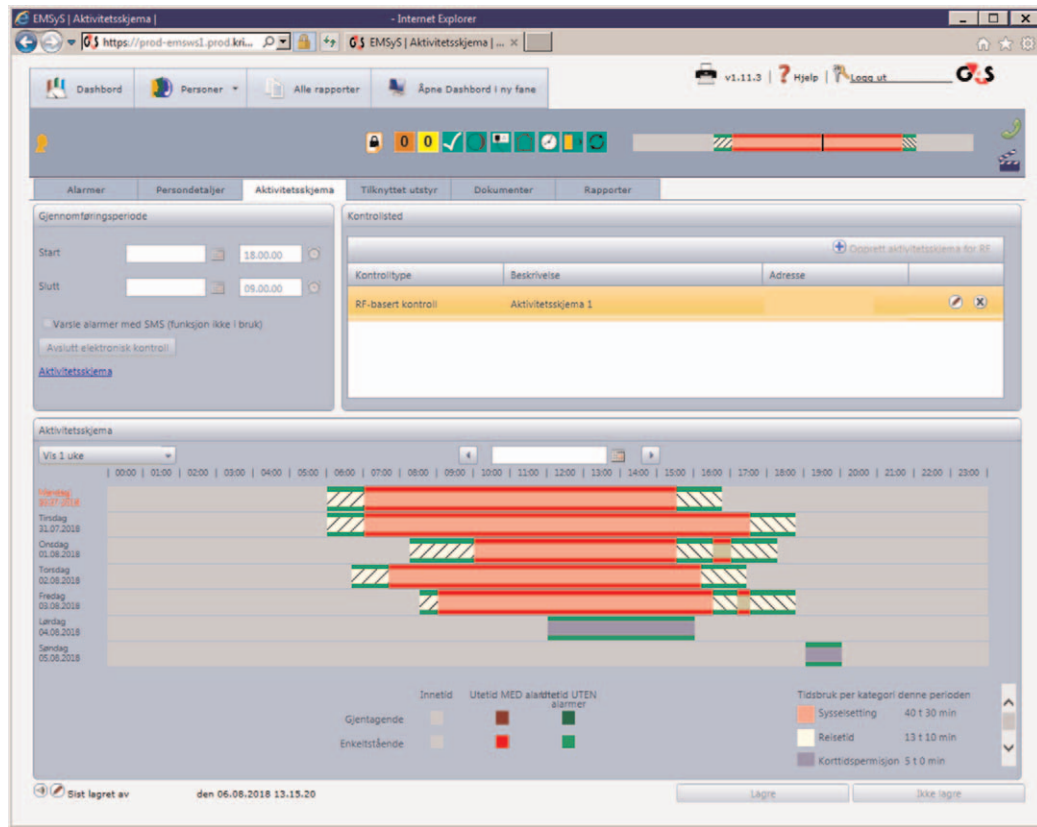 EMSyS | Aktivitetsskjema | - Internet Explorer
https://prod-emsws1.prod.kri... EMSyS | Aktivitetsskjema | ...
Dashbord Personer Alle rapporter Åpne Dashbord i ny fane
v1.11.3 | Hjelp | Logg ut G4S
0 0
Alarmer Persondetaljer Aktivitetsskjema Tilknyttet utstyr Dokumenter Rapporter
Gjennomføringsperiode
Start 18.00.00
Slutt 09.00.00
Varsle alarmer med SMS (funksjon ikke i bruk)
Avslutt elektronisk kontroll
Aktivitetsskjema
Kontrollsted
Opprett aktivitetsskjema for RF
Kontrolltype Beskrivelse Adresse
RF-basert kontroll Aktivitetsskjema 1
Aktivitetsskjema
Vis 1 uke
| 00:00 | 01:00 | 02:00 | 03:00 | 04:00 | 05:00 | 06:00 | 07:00 | 08:00 | 09:00 | 10:00 | 11:00 | 12:00 | 13:00 | 14:00 | 15:00 | 16:00 | 17:00 | 18:00 | 19:00 | 20:00 | 21:00 | 22:00 | 23:00 |
Mandag
30.07.2018
Tirsdag
31.07.2018
Onsdag
01.08.2018
Torsdag
02.08.2018
Fredag
03.08.2018
Lørdag
04.08.2018
Søndag
05.08.2018
Innetid Utetid MED alarm Utetid UTEN
alarmer
Gjentagende
Enkeltstående
Tidsbruk per kategori denne perioden
Sysselsetting 40 t 30 min
Reisetid 13 t 10 min
Korttidspermisjon 5 t 0 min
Sist lagret av den 06.08.2018 13.15.20
Lagre Ikke lagre